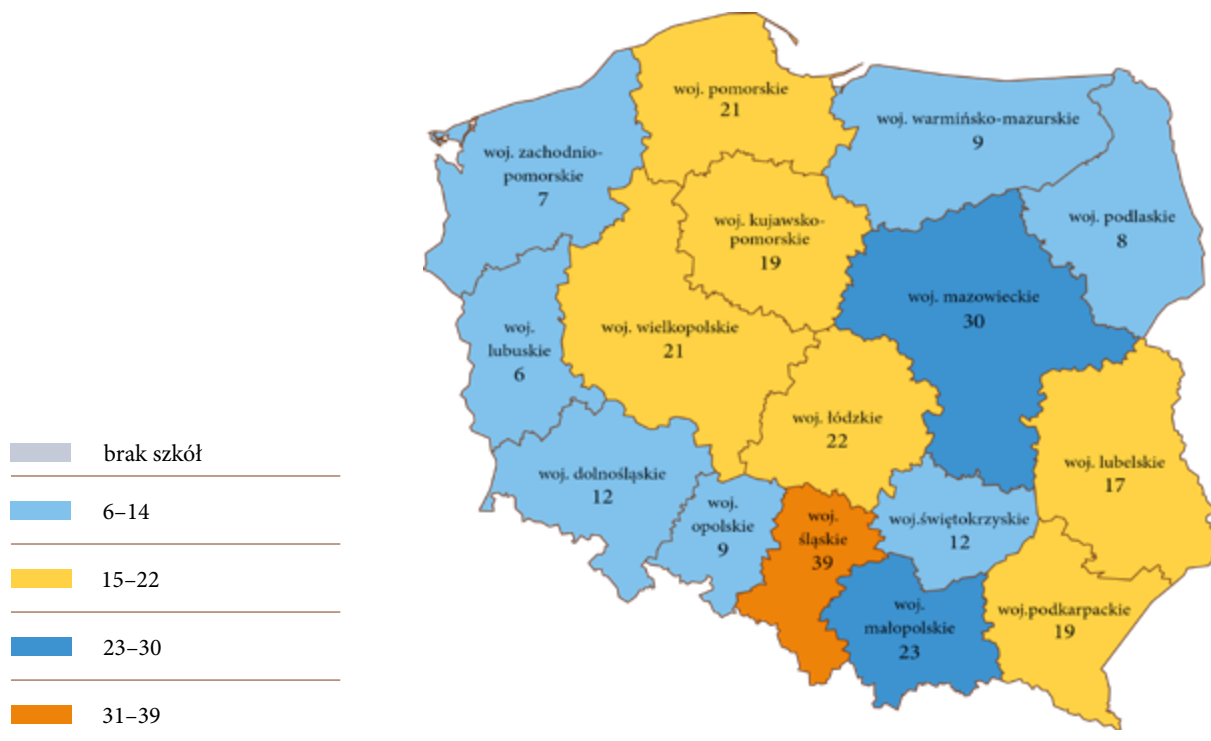 woj. pomorskie
21
woj. warmińsko-mazurskie
9
woj. zachodnio-
pomorskie
7
woj. podlaskie
8
woj. kujawsko-
pomorskie
19
woj. mazowieckie
30
woj.
lubuskie
6
woj. wielkopolskie
21
woj. łódzkie
22
woj. lubelskie
17
woj. dolnośląskie
12
woj.
opolskie
9
woj.
śląskie
39
woj.świętokrzyskie
12
woj.
małopolskie
23
woj.podkarpackie
19
brak szkół
6–14
15–22
23–30
31–39